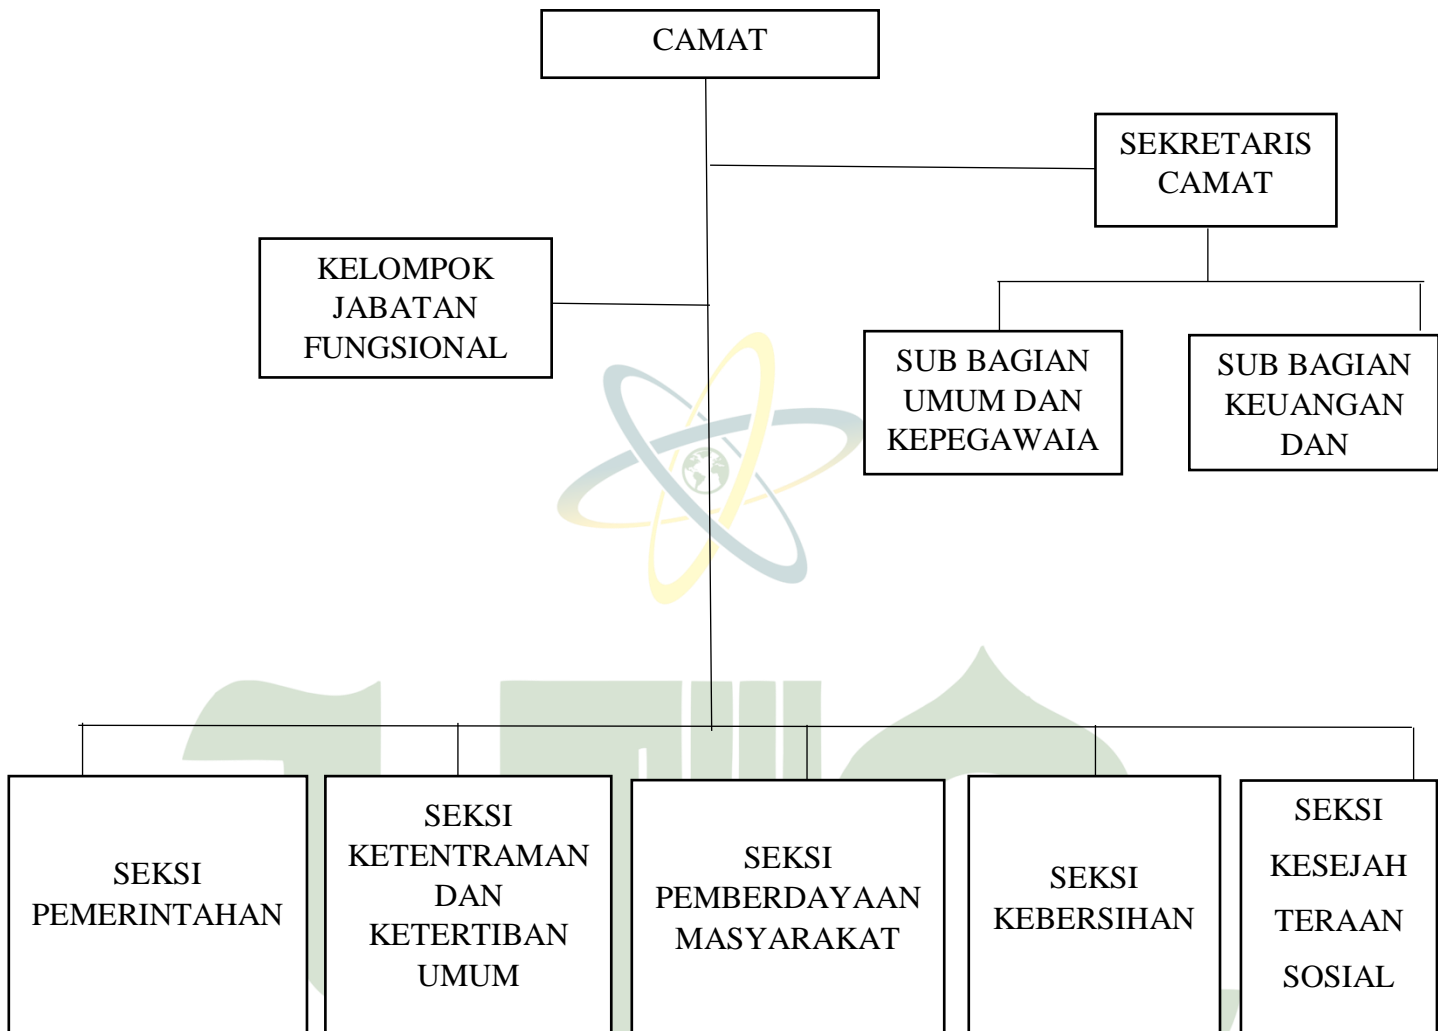 CAMAT
SEKRETARIS
CAMAT
KELOMPOK
JABATAN
FUNGSIONAL
SUB BAGIAN
UMUM DAN
KEPEGAWAIA
SUB BAGIAN
KEUANGAN
DAN
SEKSI
PEMERINTAHAN
SEKSI
KETENTRAMAN
DAN
KETERTIBAN
UMUM
SEKSI
PEMBERDAYAAN
MASYARAKAT
SEKSI
KEBERSIHAN
SEKSI
KESEJAH
TERAAN
SOSIAL